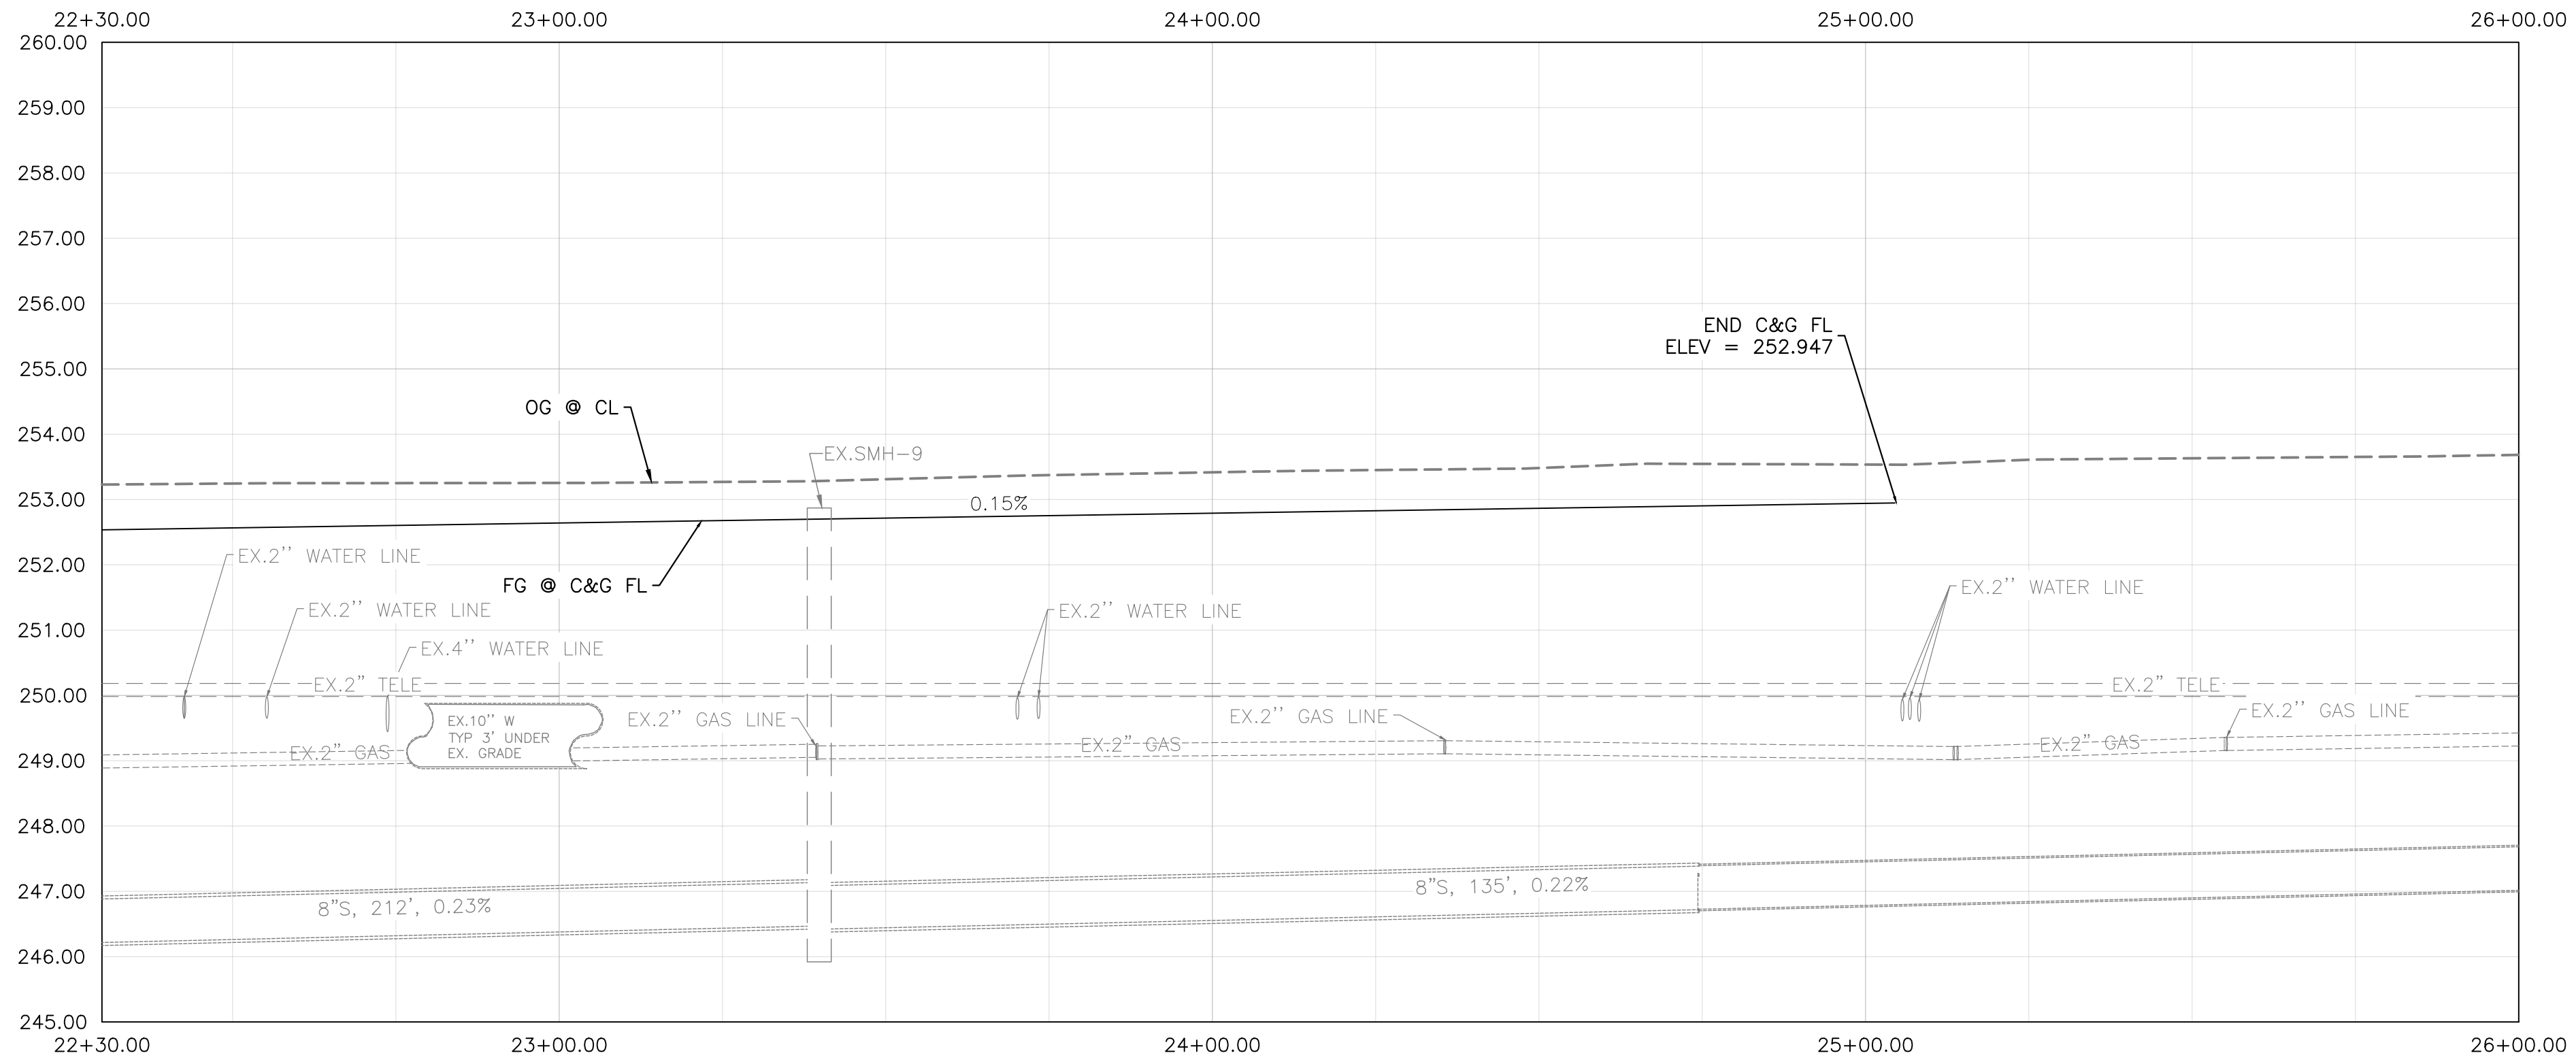 22+30.00 23+00.00 24+00.00 25+00.00 26+00.00
260.00
259.00
258.00
257.00
256.00
END C&G FL
ELEV = 252.947
255.00
OG @ CL
254.00
EX.SMH-9
253.00
0.15%
252.00
EX.2'' WATER LINE
FG @ C&G FL
EX.2'' WATER LINE
251.00
EX.2'' WATER LINE
EX.2'' WATER LINE
EX.4'' WATER LINE
250.00
EX.2" TELE
EX.2" TELE
EX.10'' W
TYP 3' UNDER
EX. GRADE
EX.2'' GAS LINE
EX.2'' GAS LINE
EX.2'' GAS LINE
249.00
EX.2" GAS
EX.2" GAS
EX.2" GAS
248.00
247.00
8"S, 212', 0.23%
8"S, 135', 0.22%
246.00
245.00
22+30.00 23+00.00 24+00.00 25+00.00 26+00.00